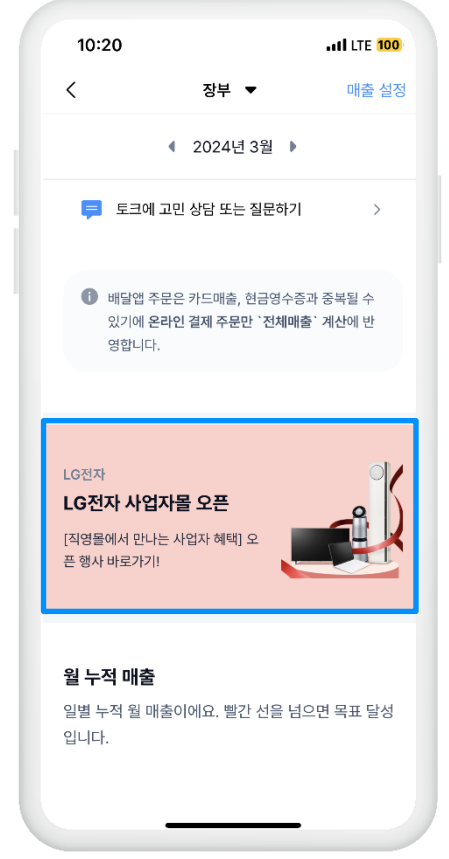 10:20
LTE 100
장부
매출 설정
2024년 3월
토크에 고민 상담 또는 질문하기
배달앱 주문은 카드매출, 현금영수증과 중복될 수
있기에 온라인 결제 주문만 `전체매출` 계산에 반
영합니다.
LG전자
LG전자 사업자몰 오픈
[직영몰에서 만나는 사업자 혜택] 오
픈 행사 바로가기!
월 누적 매출
일별 누적 월 매출이에요. 빨간 선을 넘으면 목표 달성
입니다.